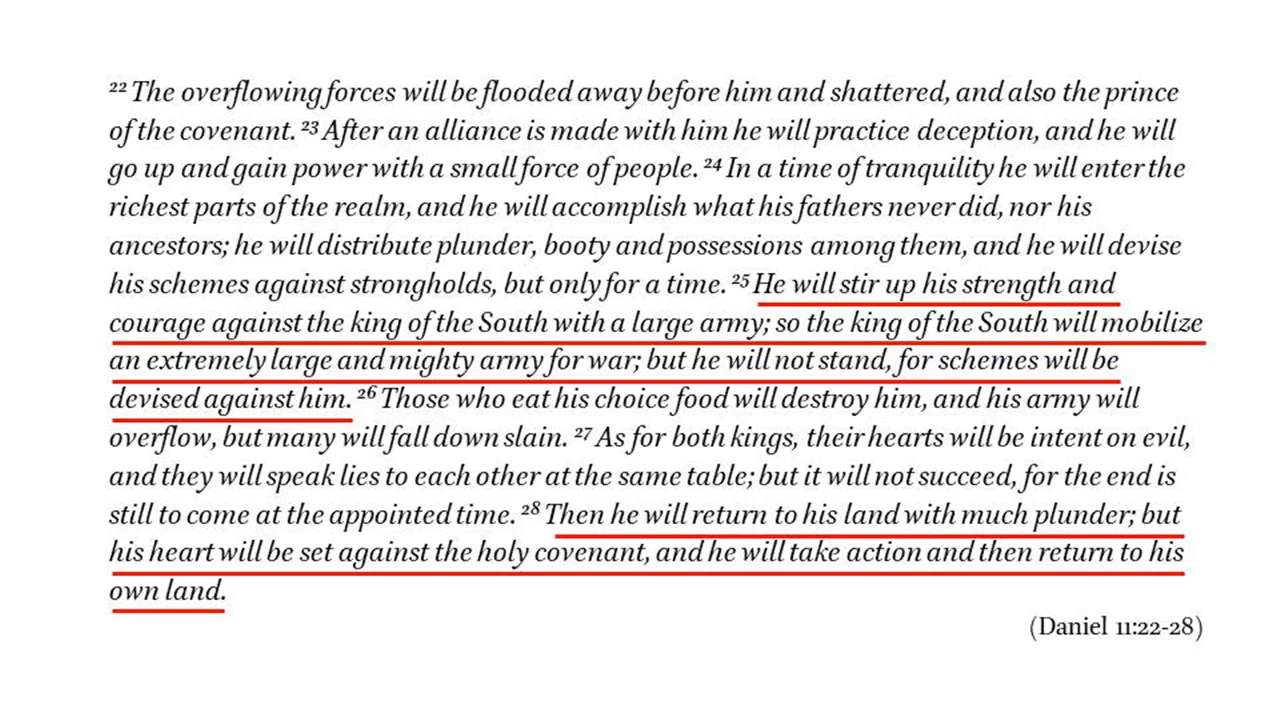 ²² The overflowing forces will be flooded away before him and shattered, and also the prince
of the covenant. ²³ After an alliance is made with him he will practice deception, and he will
go up and gain power with a small force of people. ²⁴ In a time of tranquility he will enter the
richest parts of the realm, and he will accomplish what his fathers never did, nor his
ancestors; he will distribute plunder, booty and possessions among them, and he will devise
his schemes against strongholds, but only for a time. ²⁵ He will stir up his strength and
courage against the king of the South with a large army; so the king of the South will mobilize
an extremely large and mighty army for war; but he will not stand, for schemes will be
devised against him. ²⁶ Those who eat his choice food will destroy him, and his army will
overflow, but many will fall down slain. ²⁷ As for both kings, their hearts will be intent on evil,
and they will speak lies to each other at the same table; but it will not succeed, for the end is
still to come at the appointed time. ²⁸ Then he will return to his land with much plunder; but
his heart will be set against the holy covenant, and he will take action and then return to his
own land.
(Daniel 11:22-28)